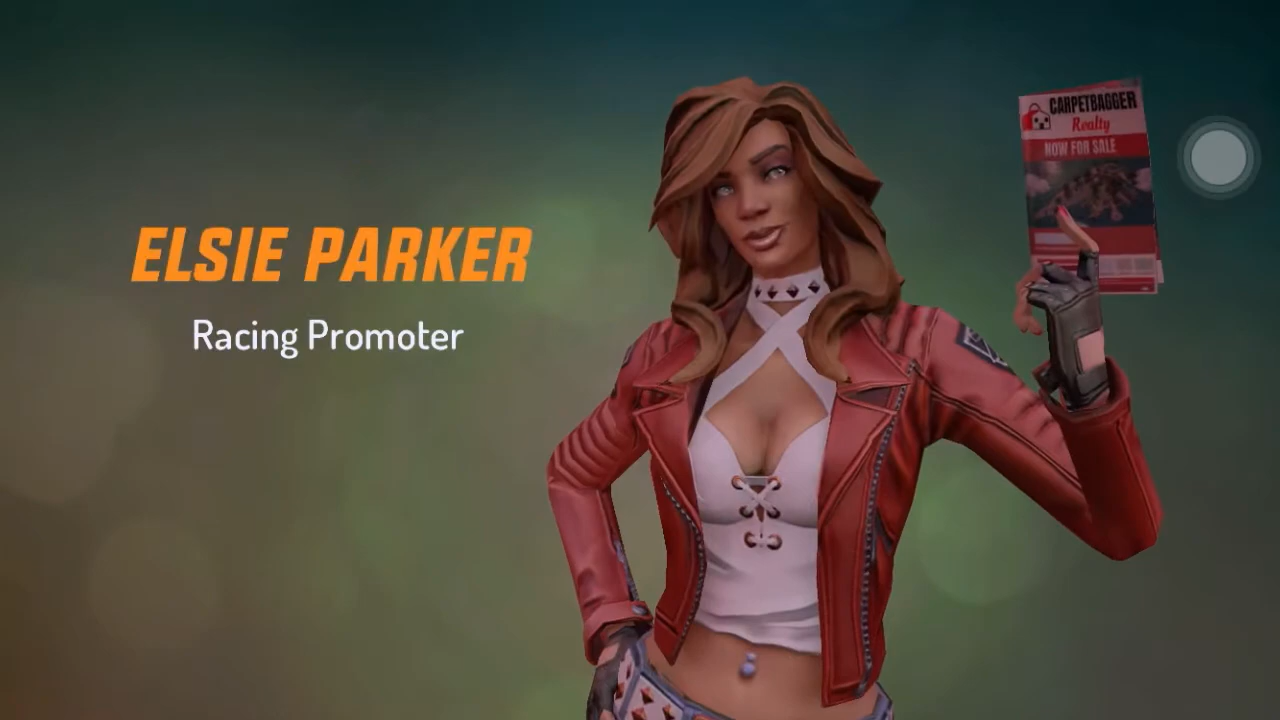 ELSIE PARKER
Racing Promoter
CARPETBAGGER
Realty
NOW FOR SALE